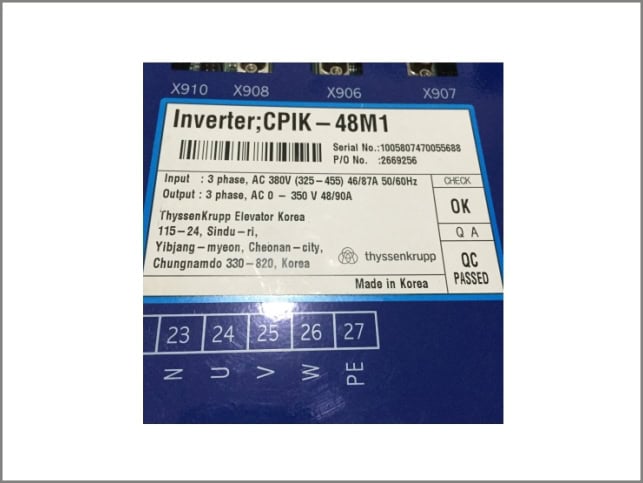 X910 X908 X906 X907
Inverter;CPIK-48M1
Serial No.:1005807470055688
P/O No. :2669256
Input : 3 phase, AC 380V (325-455) 46/87A 50/60Hz
Output : 3 phase, AC 0 - 350 V 48/90A
CHECK
OK
Q A
QC
PASSED
ThyssenKrupp Elevator Korea
115-24, Sindu-ri,
Yibjang-myeon, Cheonan-city,
Chungnamdo 330-820, Korea
thyssenkrupp
Made in Korea
23 24 25 26 27
N U V W PE